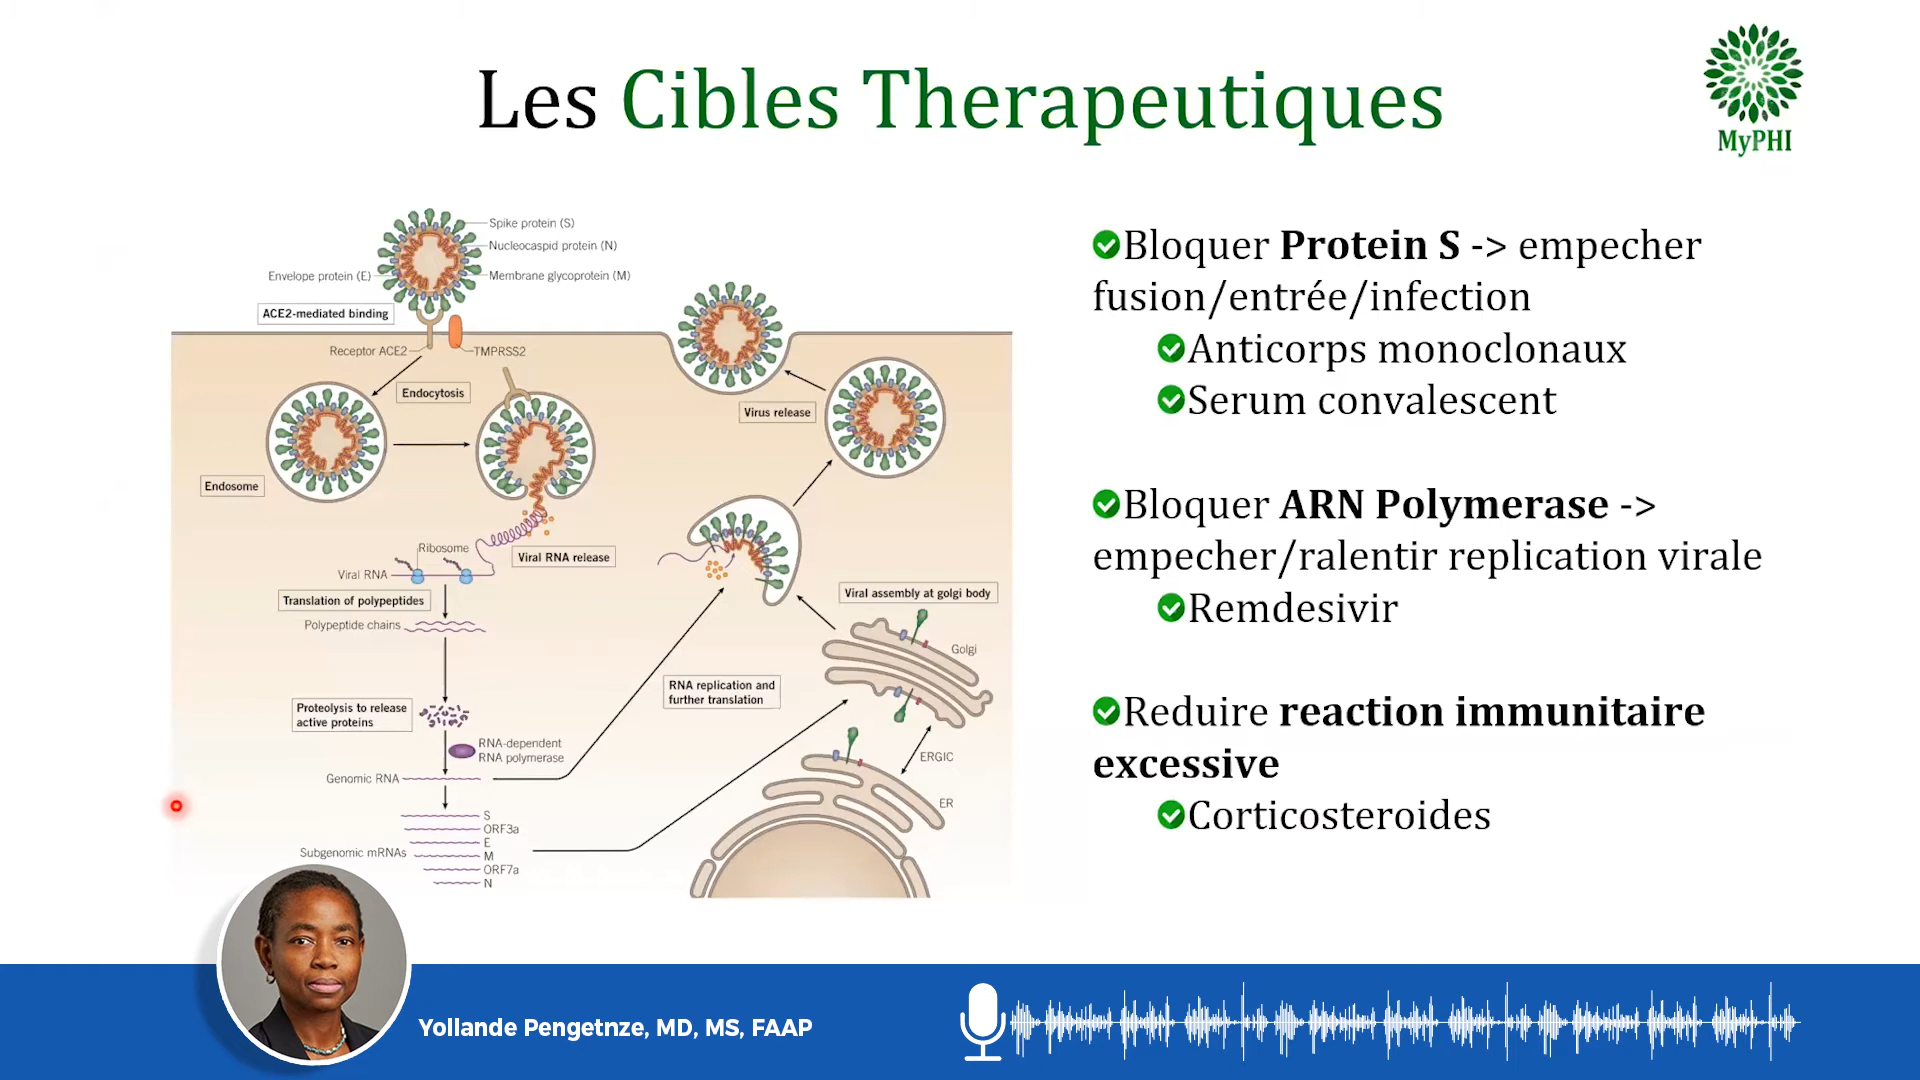 Les Cibles Therapeutiques
MyPHI
Spike protein (S)
Nucleocaspid protein (N)
Envelope protein (E)
Membrane glycoprotein (M)
ACE2-mediated binding
Receptor ACE2
TMPRSS2
Endocytosis
Endosome
Viral RNA release
Ribosome
Viral RNA
Translation of polypeptides
Polypeptide chains
Proteolysis to release
active proteins
RNA-dependent
RNA polymerase
Genomic RNA
Subgenomic mRNAs
S
ORF3a
E
M
ORF7a
N
RNA replication and
further translation
Virus release
Viral assembly at golgi body
Golgi
ERGIC
ER
Bloquer Protein S -> empecher
fusion/entrée/infection
Anticorps monoclonaux
Serum convalescent
Bloquer ARN Polymerase ->
empecher/ralentir replication virale
Remdesivir
Reduire reaction immunitaire
excessive
Corticosteroides
Yollande Pengetnze, MD, MS, FAAP